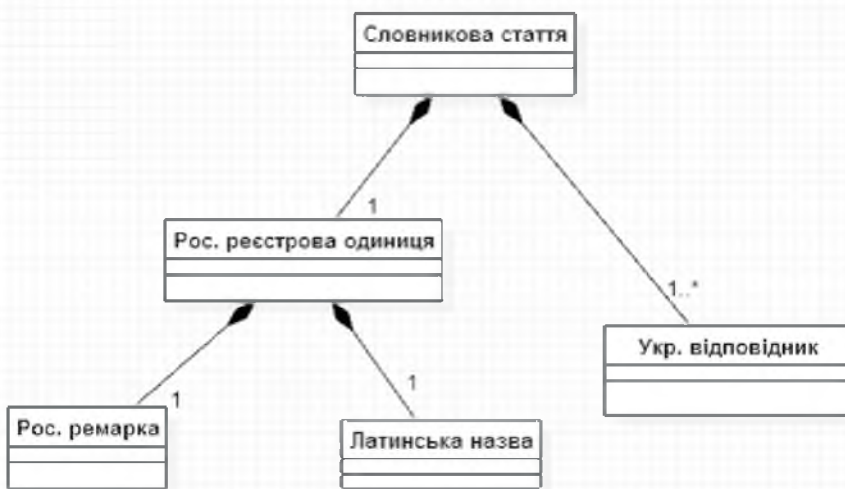 Словникова стаття
1
Рос. реєстрова одиниця
1..*
Укр. відповідник
1
1
Рос. ремарка
Латинська назва